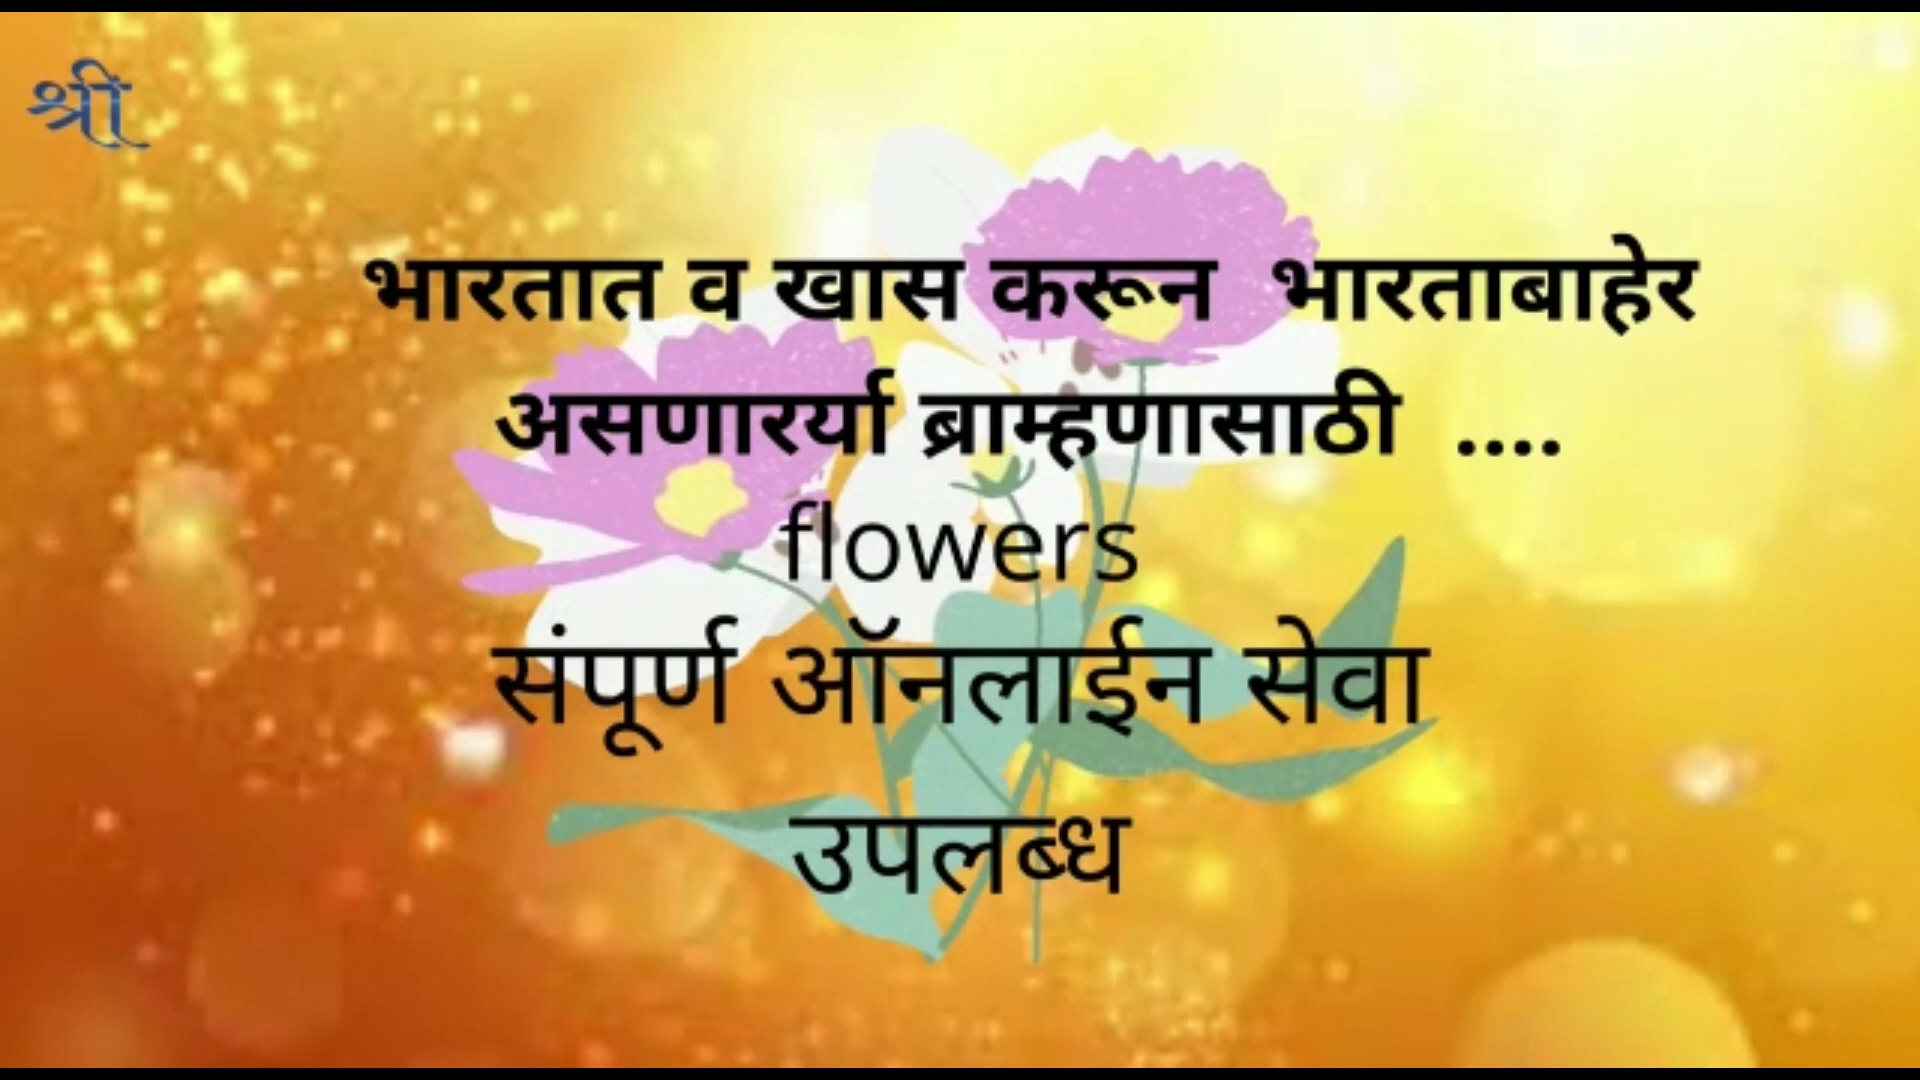 श्री
भारतात व खास करून भारताबाहेर
असणारर्या ब्राम्हणासाठी ....
flowers
संपूर्ण ऑनलाईन सेवा
उपलब्ध